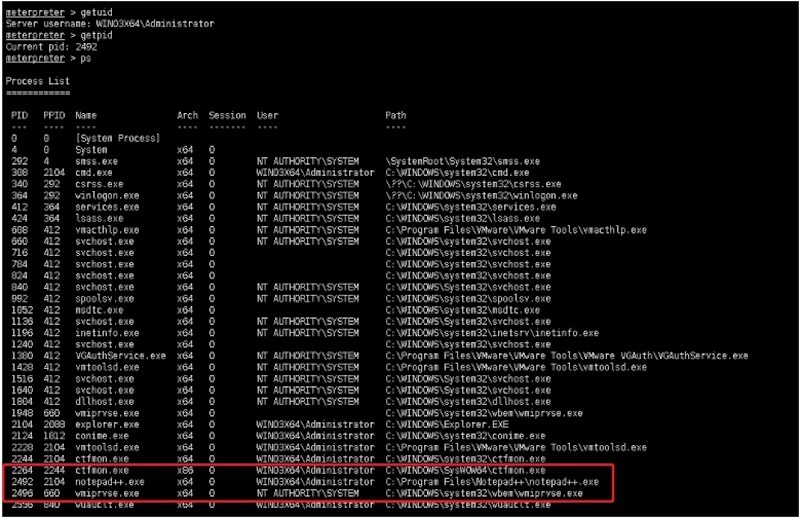 meterpreter > getuid
Server username: WIN03X64\Administrator
meterpreter > getpid
Current pid: 2492
meterpreter > ps
Process List
============
PID PPID Name Arch Session User Path
--- ---- ---- ---- ------- ---- ----
0 0 [System Process]
4 0 System x64 0
292 4 smss.exe x64 0 NT AUTHORITY\SYSTEM \SystemRoot\System32\smss.exe
308 2104 cmd.exe x64 0 WIN03X64\Administrator C:\WINDOWS\system32\cmd.exe
340 292 csrss.exe x64 0 NT AUTHORITY\SYSTEM \??\C:\WINDOWS\system32\csrss.exe
364 292 winlogon.exe x64 0 NT AUTHORITY\SYSTEM \??\C:\WINDOWS\system32\winlogon.exe
412 364 services.exe x64 0 NT AUTHORITY\SYSTEM C:\WINDOWS\system32\services.exe
424 364 lsass.exe x64 0 NT AUTHORITY\SYSTEM C:\WINDOWS\system32\lsass.exe
608 412 vmacthlp.exe x64 0 NT AUTHORITY\SYSTEM C:\Program Files\VMware\VMware Tools\vmacthlp.exe
660 412 svchost.exe x64 0 NT AUTHORITY\SYSTEM C:\WINDOWS\system32\svchost.exe
716 412 svchost.exe x64 0 C:\WINDOWS\system32\svchost.exe
784 412 svchost.exe x64 0 C:\WINDOWS\system32\svchost.exe
824 412 svchost.exe x64 0 C:\WINDOWS\system32\svchost.exe
840 412 svchost.exe x64 0 NT AUTHORITY\SYSTEM C:\WINDOWS\system32\svchost.exe
992 412 spoolsv.exe x64 0 NT AUTHORITY\SYSTEM C:\WINDOWS\system32\spoolsv.exe
1052 412 msdtc.exe x64 0 C:\WINDOWS\system32\msdtc.exe
1136 412 svchost.exe x64 0 NT AUTHORITY\SYSTEM C:\WINDOWS\system32\svchost.exe
1196 412 inetinfo.exe x64 0 NT AUTHORITY\SYSTEM C:\WINDOWS\system32\inetsrv\inetinfo.exe
1240 412 svchost.exe x64 0 C:\WINDOWS\system32\svchost.exe
1380 412 VGAuthService.exe x64 0 NT AUTHORITY\SYSTEM C:\Program Files\VMware\VMware Tools\VMware VGAuth\VGAuthService.exe
1428 412 vmtoolsd.exe x64 0 NT AUTHORITY\SYSTEM C:\Program Files\VMware\VMware Tools\vmtoolsd.exe
1516 412 svchost.exe x64 0 NT AUTHORITY\SYSTEM C:\WINDOWS\system32\svchost.exe
1640 412 svchost.exe x64 0 NT AUTHORITY\SYSTEM C:\WINDOWS\system32\svchost.exe
1804 412 dllhost.exe x64 0 NT AUTHORITY\SYSTEM C:\WINDOWS\system32\dllhost.exe
1948 660 wmiprvse.exe x64 0 C:\WINDOWS\system32\wbem\wmiprvse.exe
2104 2088 explorer.exe x64 0 WIN03X64\Administrator C:\WINDOWS\Explorer.EXE
2124 1812 conime.exe x64 0 WIN03X64\Administrator C:\WINDOWS\system32\conime.exe
2228 2104 vmtoolsd.exe x64 0 WIN03X64\Administrator C:\Program Files\VMware\VMware Tools\vmtoolsd.exe
2244 2104 ctfmon.exe x64 0 WIN03X64\Administrator C:\WINDOWS\system32\ctfmon.exe
2264 2244 ctfmon.exe x86 0 WIN03X64\Administrator C:\WINDOWS\SysWOW64\ctfmon.exe
2492 2104 notepad++.exe x64 0 WIN03X64\Administrator C:\Program Files\Notepad++\notepad++.exe
2496 660 wmiprvse.exe x64 0 NT AUTHORITY\SYSTEM C:\WINDOWS\system32\wbem\wmiprvse.exe
2556 840 wuauclt.exe x64 0 WIN03X64\Administrator C:\WINDOWS\system32\wuauclt.exe